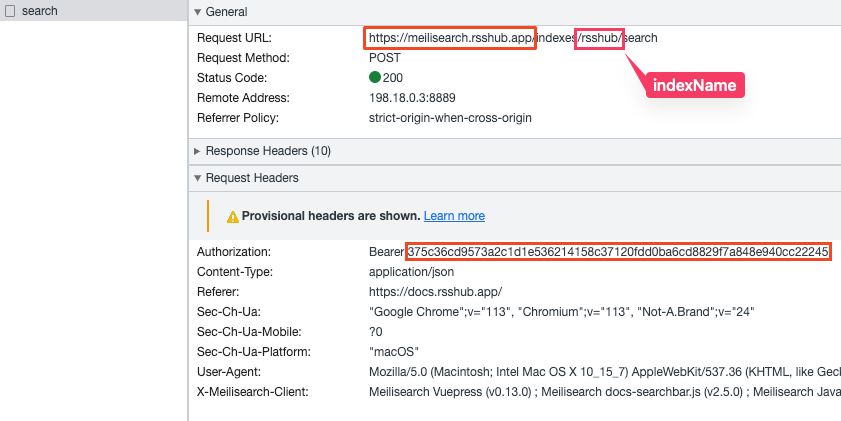 search
General
Request URL: https://meilisearch.rsshub.app/indexes/rsshub/search
Request Method: POST
indexName
Status Code: 200
Remote Address: 198.18.0.3:8889
Referrer Policy: strict-origin-when-cross-origin
Response Headers (10)
Request Headers
Provisional headers are shown. Learn more
Authorization: Bearer 375c36cd9573a2c1d1e536214158c37120fdd0ba6cd8829f7a848e940cc22245
Content-Type: application/json
Referer: https://docs.rsshub.app/
Sec-Ch-Ua: "Google Chrome";v="113", "Chromium";v="113", "Not-A.Brand";v="24"
Sec-Ch-Ua-Mobile: ?0
Sec-Ch-Ua-Platform: "macOS"
User-Agent: Mozilla/5.0 (Macintosh; Intel Mac OS X 10_15_7) AppleWebKit/537.36 (KHTML, like Geck
X-Meilisearch-Client: Meilisearch Vuepress (v0.13.0) ; Meilisearch docs-searchbar.js (v2.5.0) ; Meilisearch Java